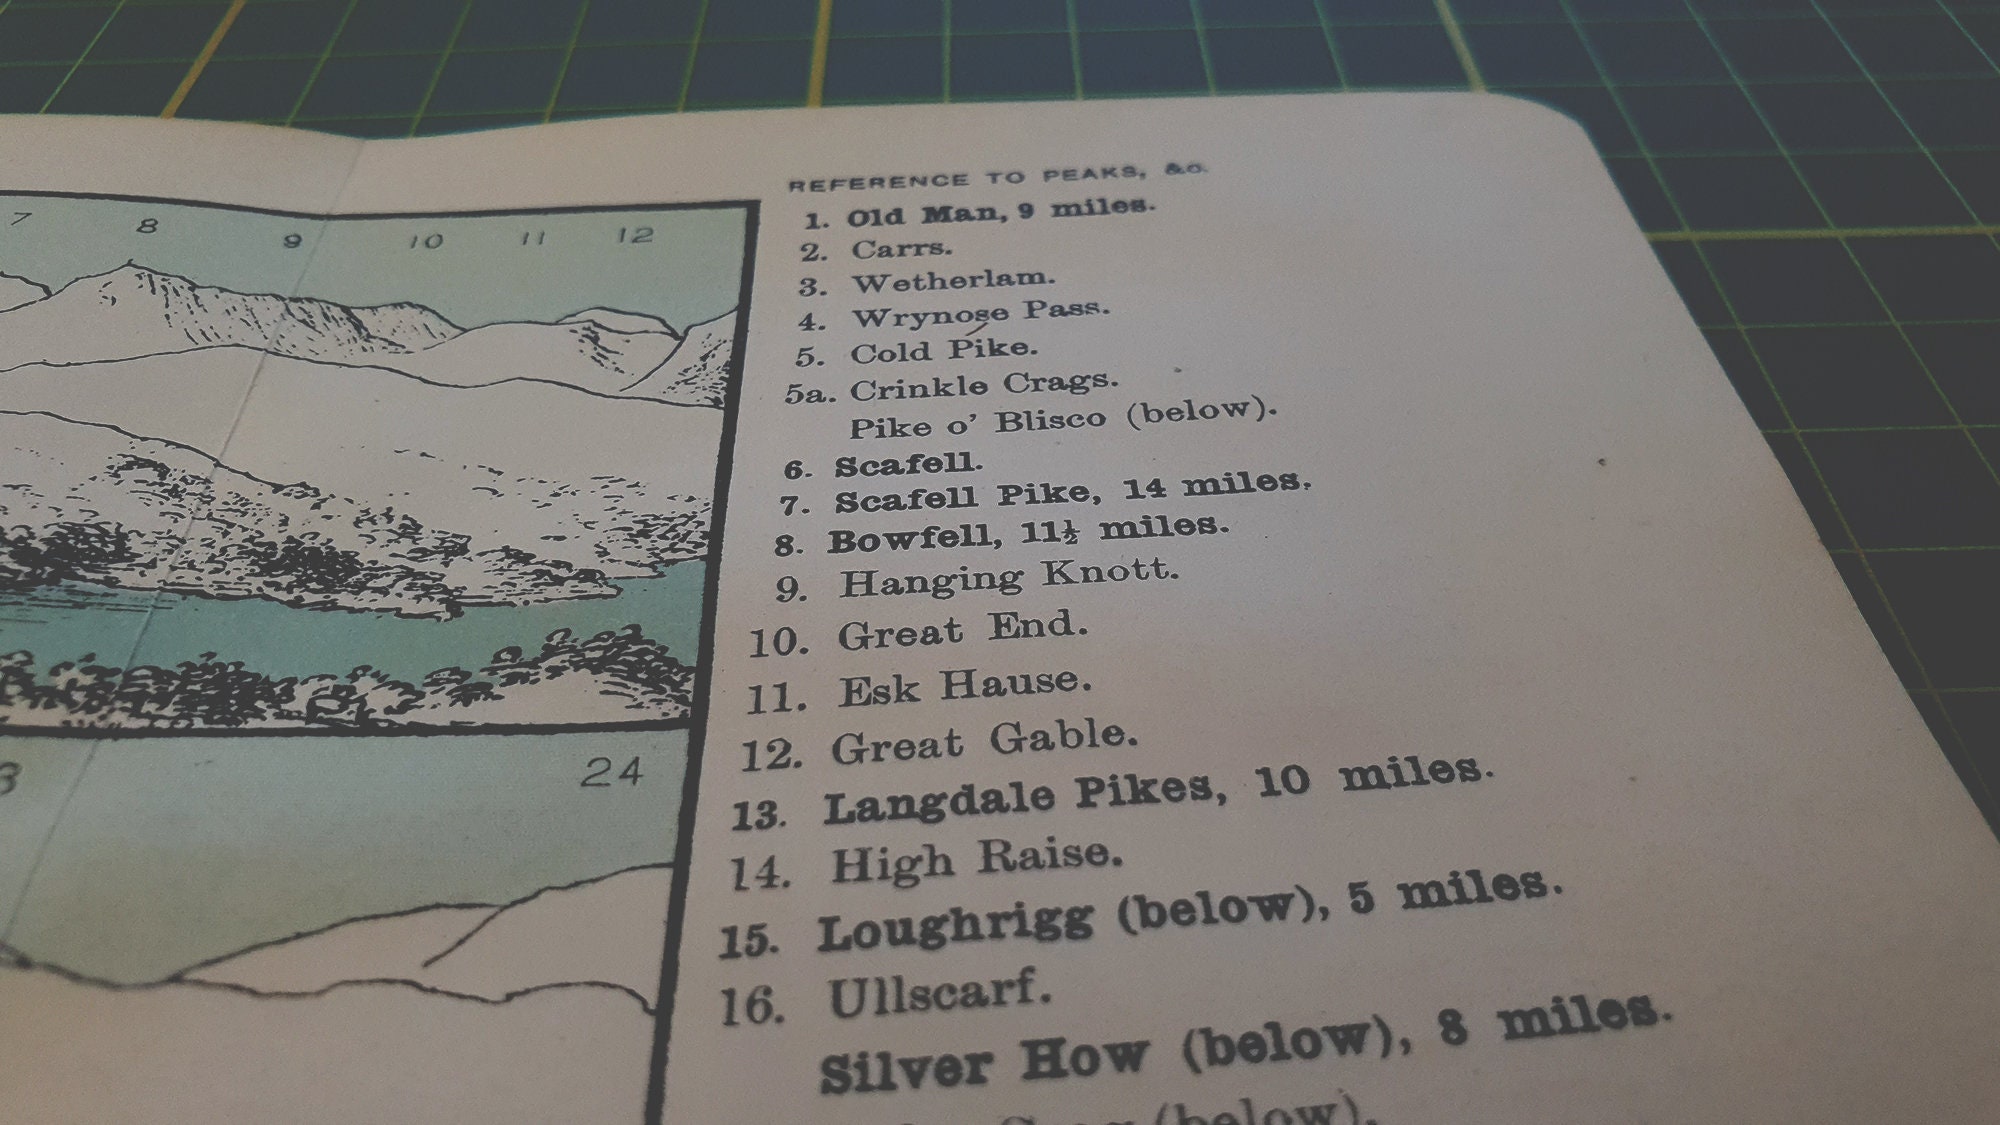 7 8 9 10 11 12
24
REFERENCE TO PEAKS, &c.
1. Old Man, 9 miles.
2. Carrs.
3. Wetherlam.
4. Wrynose Pass.
5. Cold Pike.
5a. Crinkle Crags.
Pike o' Blisco (below).
6. Scafell.
7. Scafell Pike, 14 miles.
8. Bowfell, 11½ miles.
9. Hanging Knott.
10. Great End.
11. Esk Hause.
12. Great Gable.
13. Langdale Pikes, 10 miles.
14. High Raise.
15. Loughrigg (below), 5 miles.
16. Ullscarf.
Silver How (below), 8 miles.
(below).